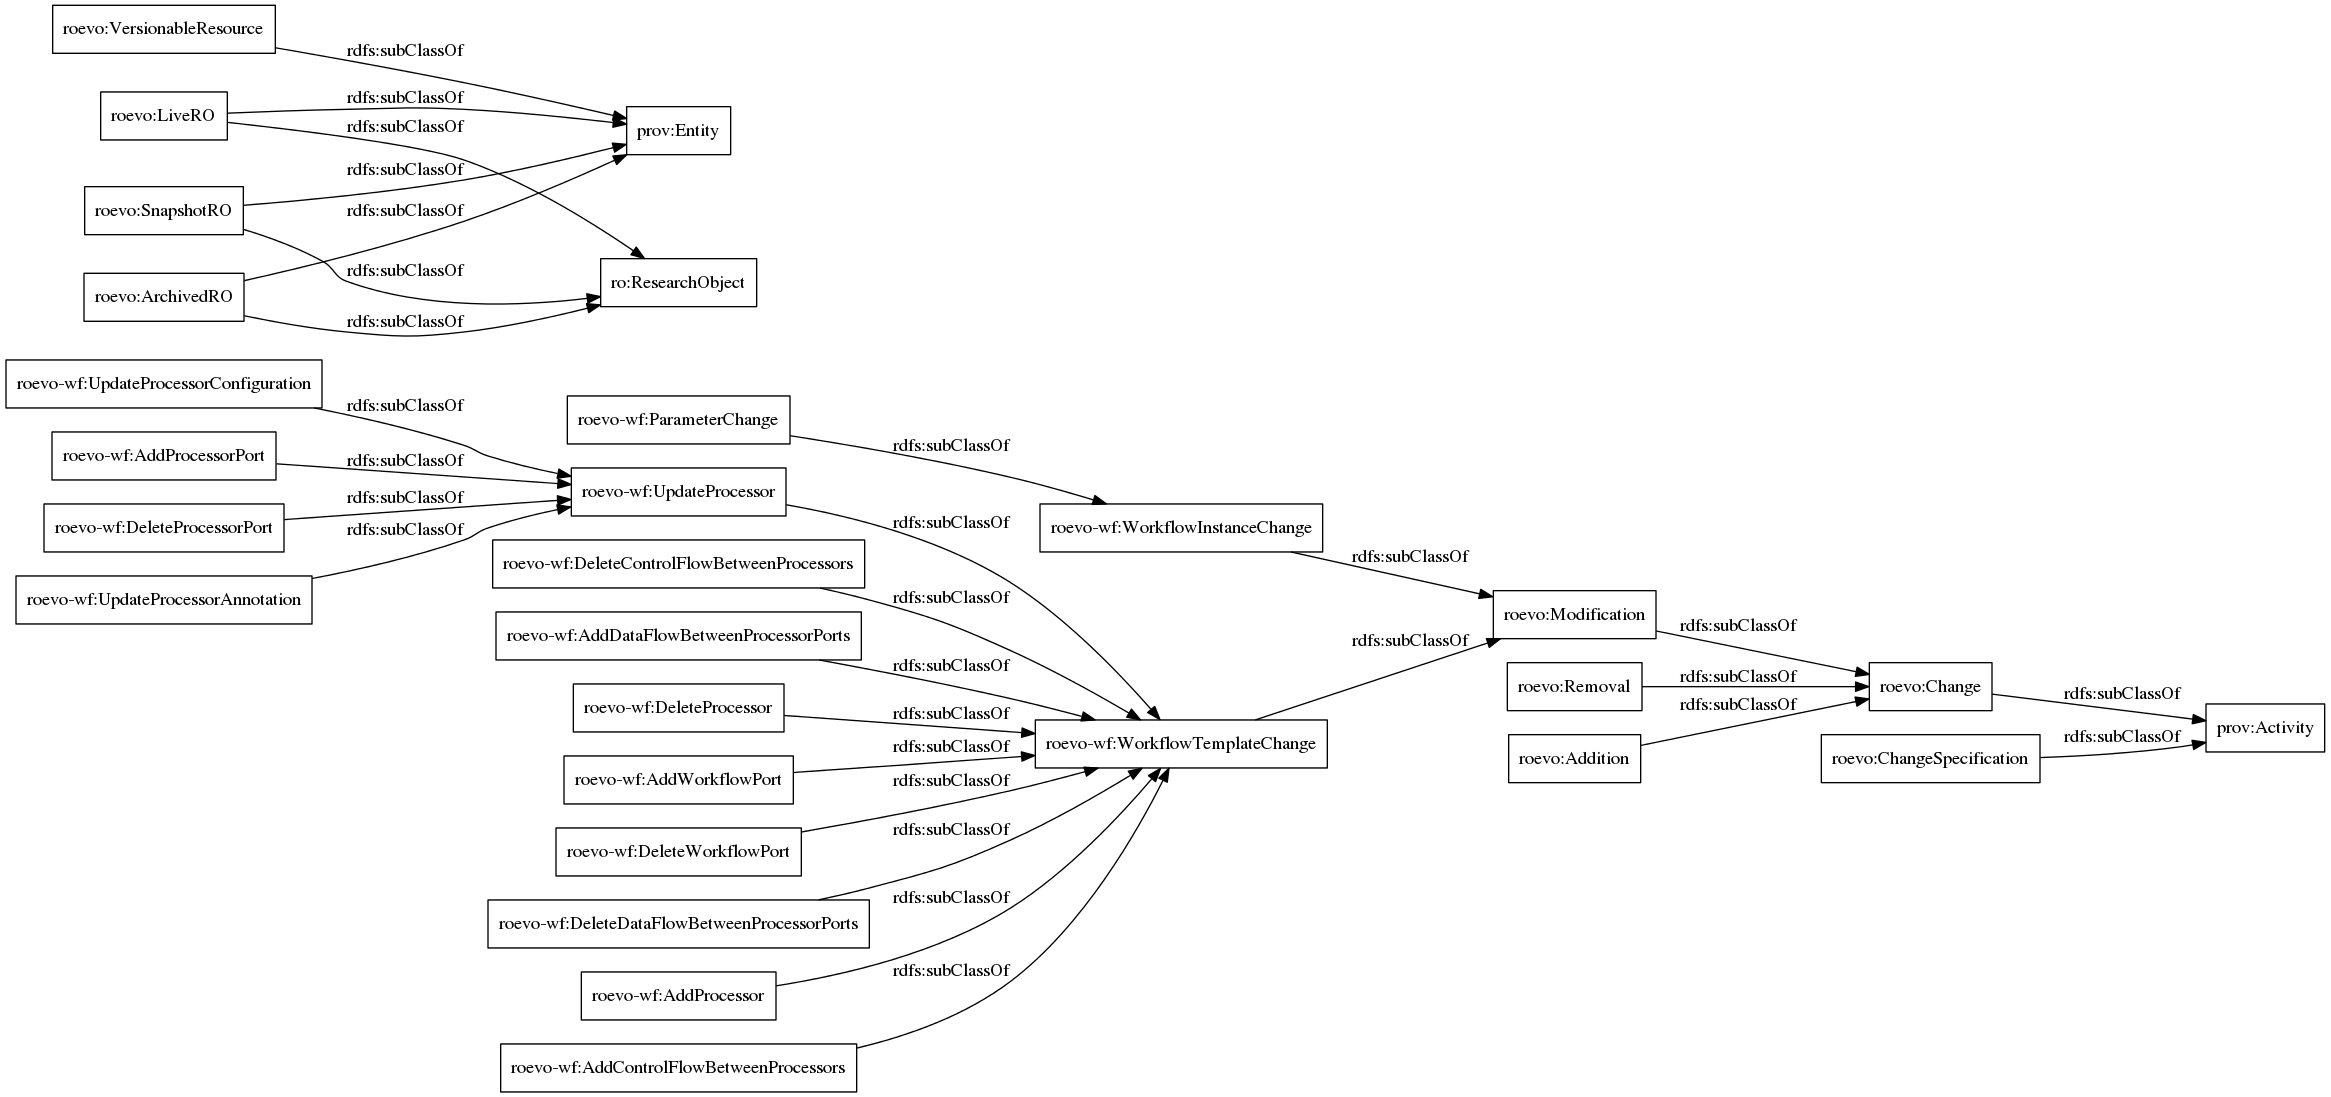 roevo:VersionableResource
rdfs:subClassOf
roevo:LiveRO
rdfs:subClassOf
rdfs:subClassOf
prov:Entity
rdfs:subClassOf
roevo:SnapshotRO
rdfs:subClassOf
rdfs:subClassOf
ro:ResearchObject
roevo:ArchivedRO
rdfs:subClassOf
roevo-wf:UpdateProcessorConfiguration
rdfs:subClassOf
roevo-wf:ParameterChange
rdfs:subClassOf
roevo-wf:AddProcessorPort
rdfs:subClassOf
roevo-wf:UpdateProcessor
rdfs:subClassOf
roevo-wf:DeleteProcessorPort
rdfs:subClassOf
rdfs:subClassOf
roevo-wf:WorkflowInstanceChange
rdfs:subClassOf
roevo-wf:DeleteControlFlowBetweenProcessors
roevo-wf:UpdateProcessorAnnotation
rdfs:subClassOf
roevo:Modification
rdfs:subClassOf
roevo-wf:AddDataFlowBetweenProcessorPorts
rdfs:subClassOf
rdfs:subClassOf
rdfs:subClassOf
roevo:Removal
roevo:Change
rdfs:subClassOf
rdfs:subClassOf
roevo-wf:DeleteProcessor
rdfs:subClassOf
prov:Activity
rdfs:subClassOf
roevo-wf:WorkflowTemplateChange
rdfs:subClassOf
roevo:Addition
roevo:ChangeSpecification
roevo-wf:AddWorkflowPort
rdfs:subClassOf
rdfs:subClassOf
roevo-wf:DeleteWorkflowPort
rdfs:subClassOf
roevo-wf:DeleteDataFlowBetweenProcessorPorts
rdfs:subClassOf
roevo-wf:AddProcessor
roevo-wf:AddControlFlowBetweenProcessors